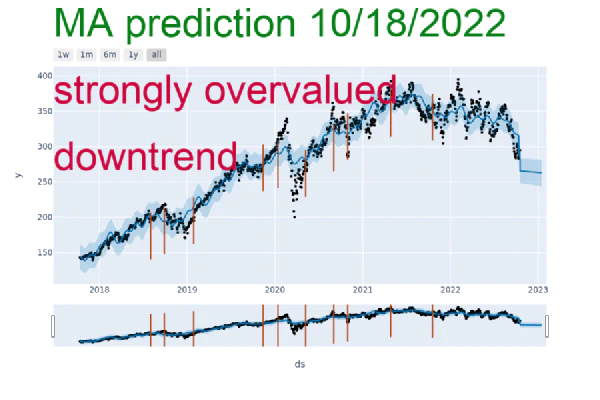 MA prediction 10/18/2022
1w 1m 6m 1y all
400
strongly overvalued
350
300
downtrend
250
200
150
y
2018 2019 2020 2021 2022 2023
ds